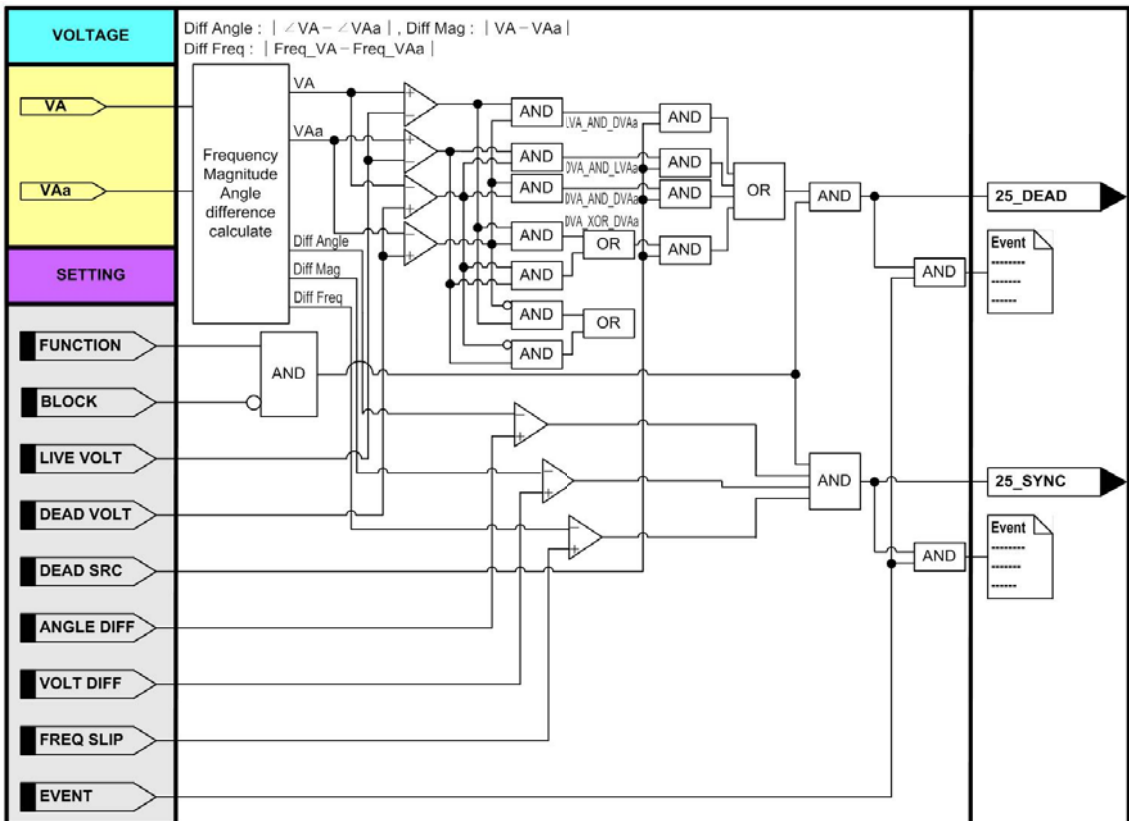 VOLTAGE
Diff Angle : | ∠VA − ∠VAa | , Diff Mag : | VA − VAa |
Diff Freq : | Freq_VA − Freq_VAa |
VA
VAa
VA
VAa
Frequency
Magnitude
Angle
difference
calculate
Diff Angle
Diff Mag
Diff Freq
+
−
+
−
−
+
−
+
AND
LVA_AND_DVAa
AND
AND
DVA_AND_LVAa
AND
AND
DVA_AND_DVAa
AND
DVA_XOR_DVAa
AND
OR
AND
AND
AND
OR
AND
OR
AND
25_DEAD
AND
Event
--------
-------
------
SETTING
FUNCTION
BLOCK
AND
LIVE VOLT
DEAD VOLT
DEAD SRC
ANGLE DIFF
VOLT DIFF
FREQ SLIP
EVENT
−
+
−
+
−
+
AND
25_SYNC
AND
Event
--------
-------
------